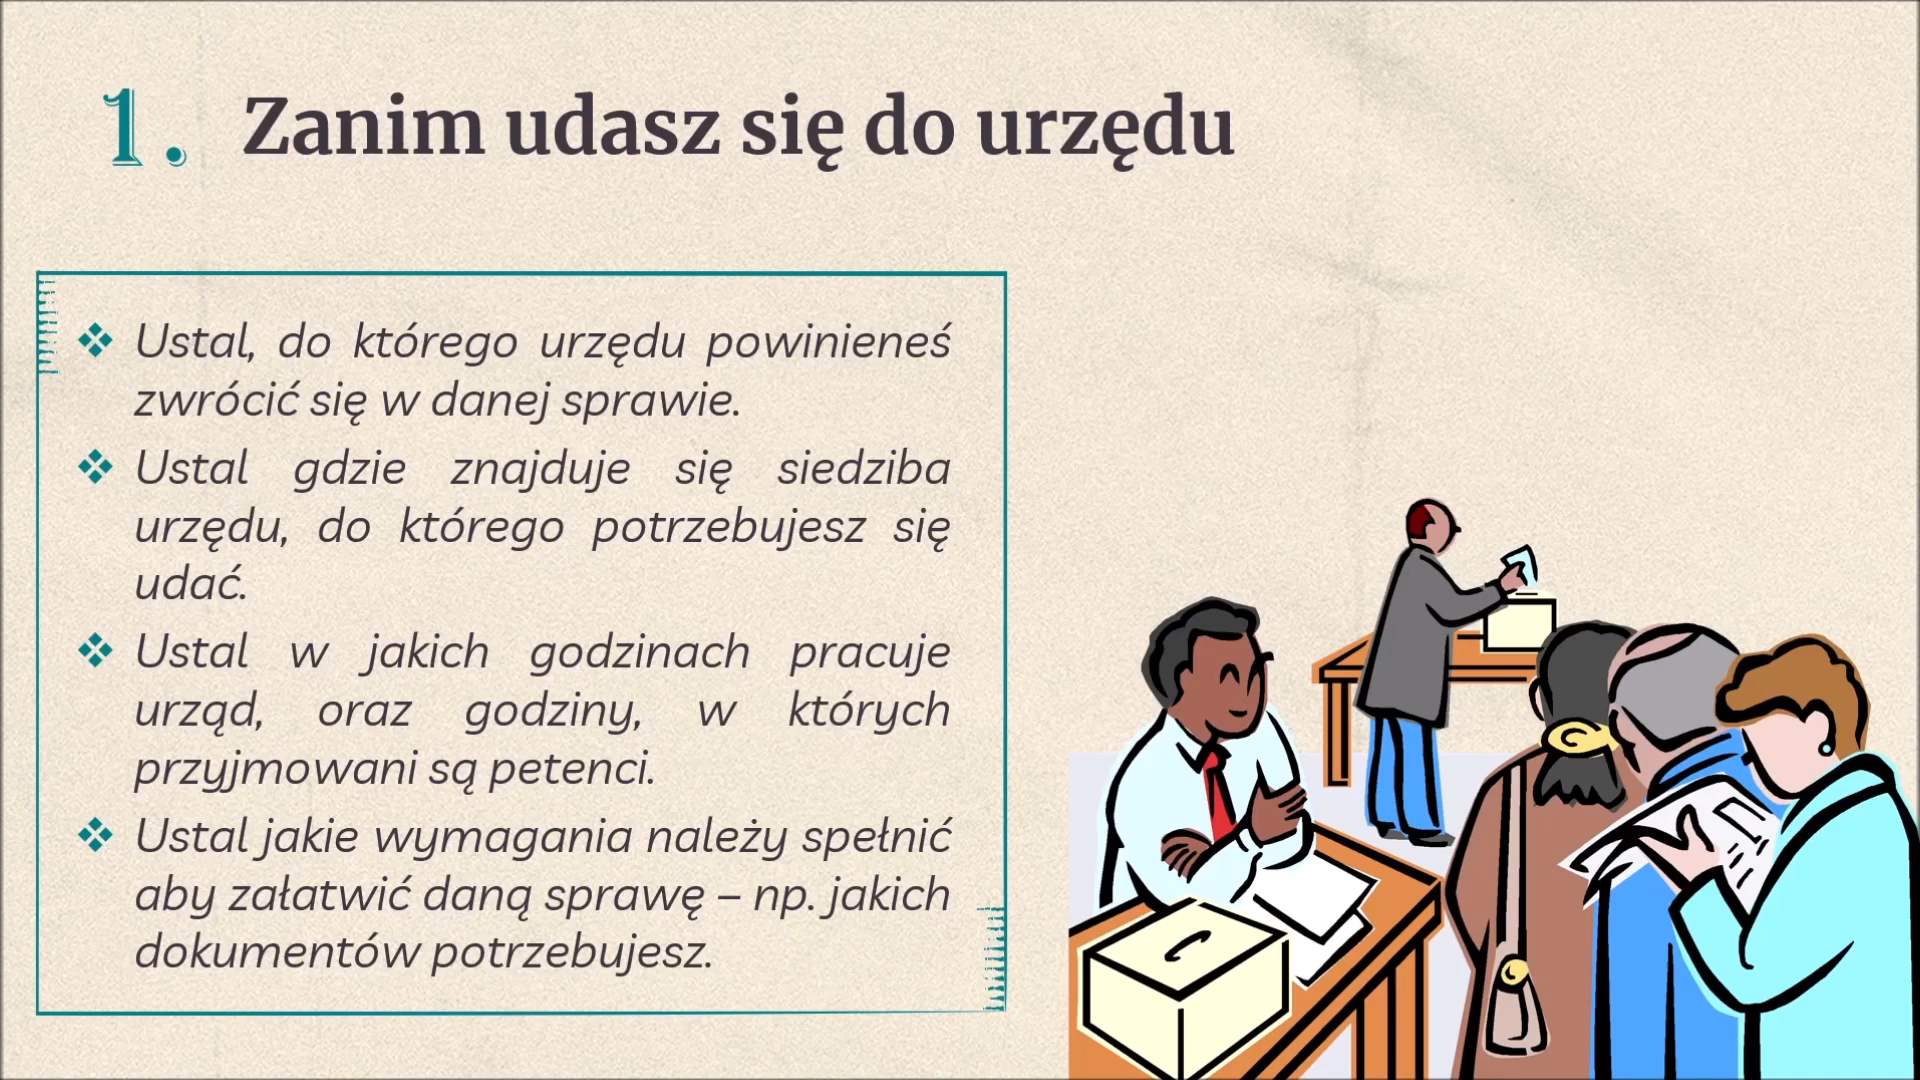 1. Zanim udasz się do urzędu
❖ Ustal, do którego urzędu powinieneś
zwrócić się w danej sprawie.
❖ Ustal gdzie znajduje się siedziba
urzędu, do którego potrzebujesz się
udać.
❖ Ustal w jakich godzinach pracuje
urząd, oraz godziny, w których
przyjmowani są petenci.
❖ Ustal jakie wymagania należy spełnić
aby załatwić daną sprawę – np. jakich
dokumentów potrzebujesz.